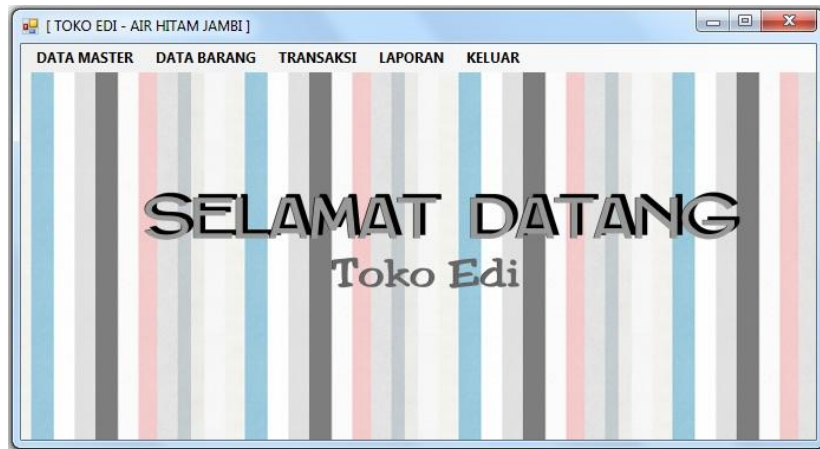 [ TOKO EDI - AIR HITAM JAMBI ]
DATA MASTER DATA BARANG TRANSAKSI LAPORAN KELUAR
SELAMAT DATANG
Toko Edi